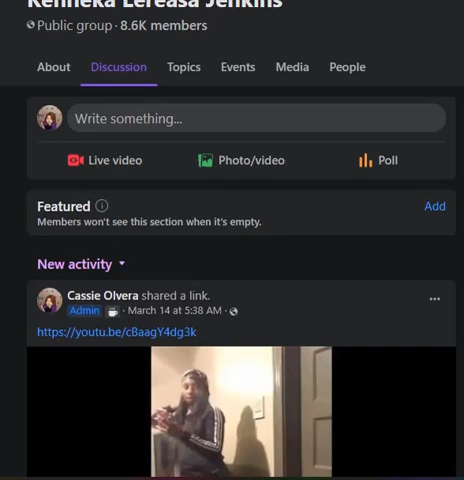 Kenneka Lereasa Jenkins
Public group · 8.6K members
About Discussion Topics Events Media People
Write something...
Live video Photo/video Poll
Featured
Add
Members won't see this section when it's empty.
New activity
Cassie Olvera shared a link.
Admin · March 14 at 5:38 AM ·
https://youtu.be/cBaagY4dg3k